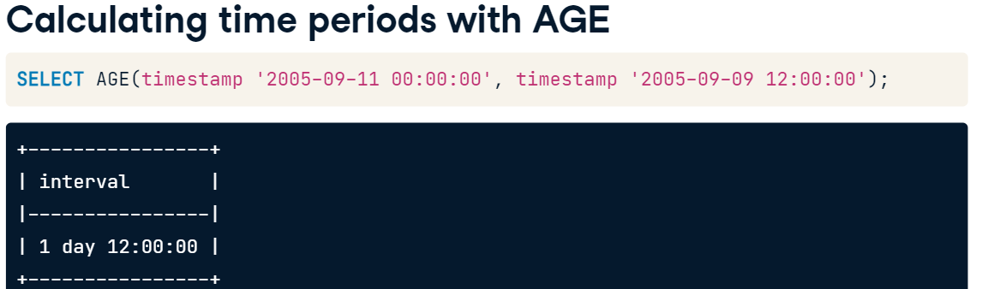 Calculating time periods with AGE
SELECT AGE(timestamp '2005-09-11 00:00:00', timestamp '2005-09-09 12:00:00');
+----------------+
| interval       |
|----------------|
| 1 day 12:00:00 |
+----------------+